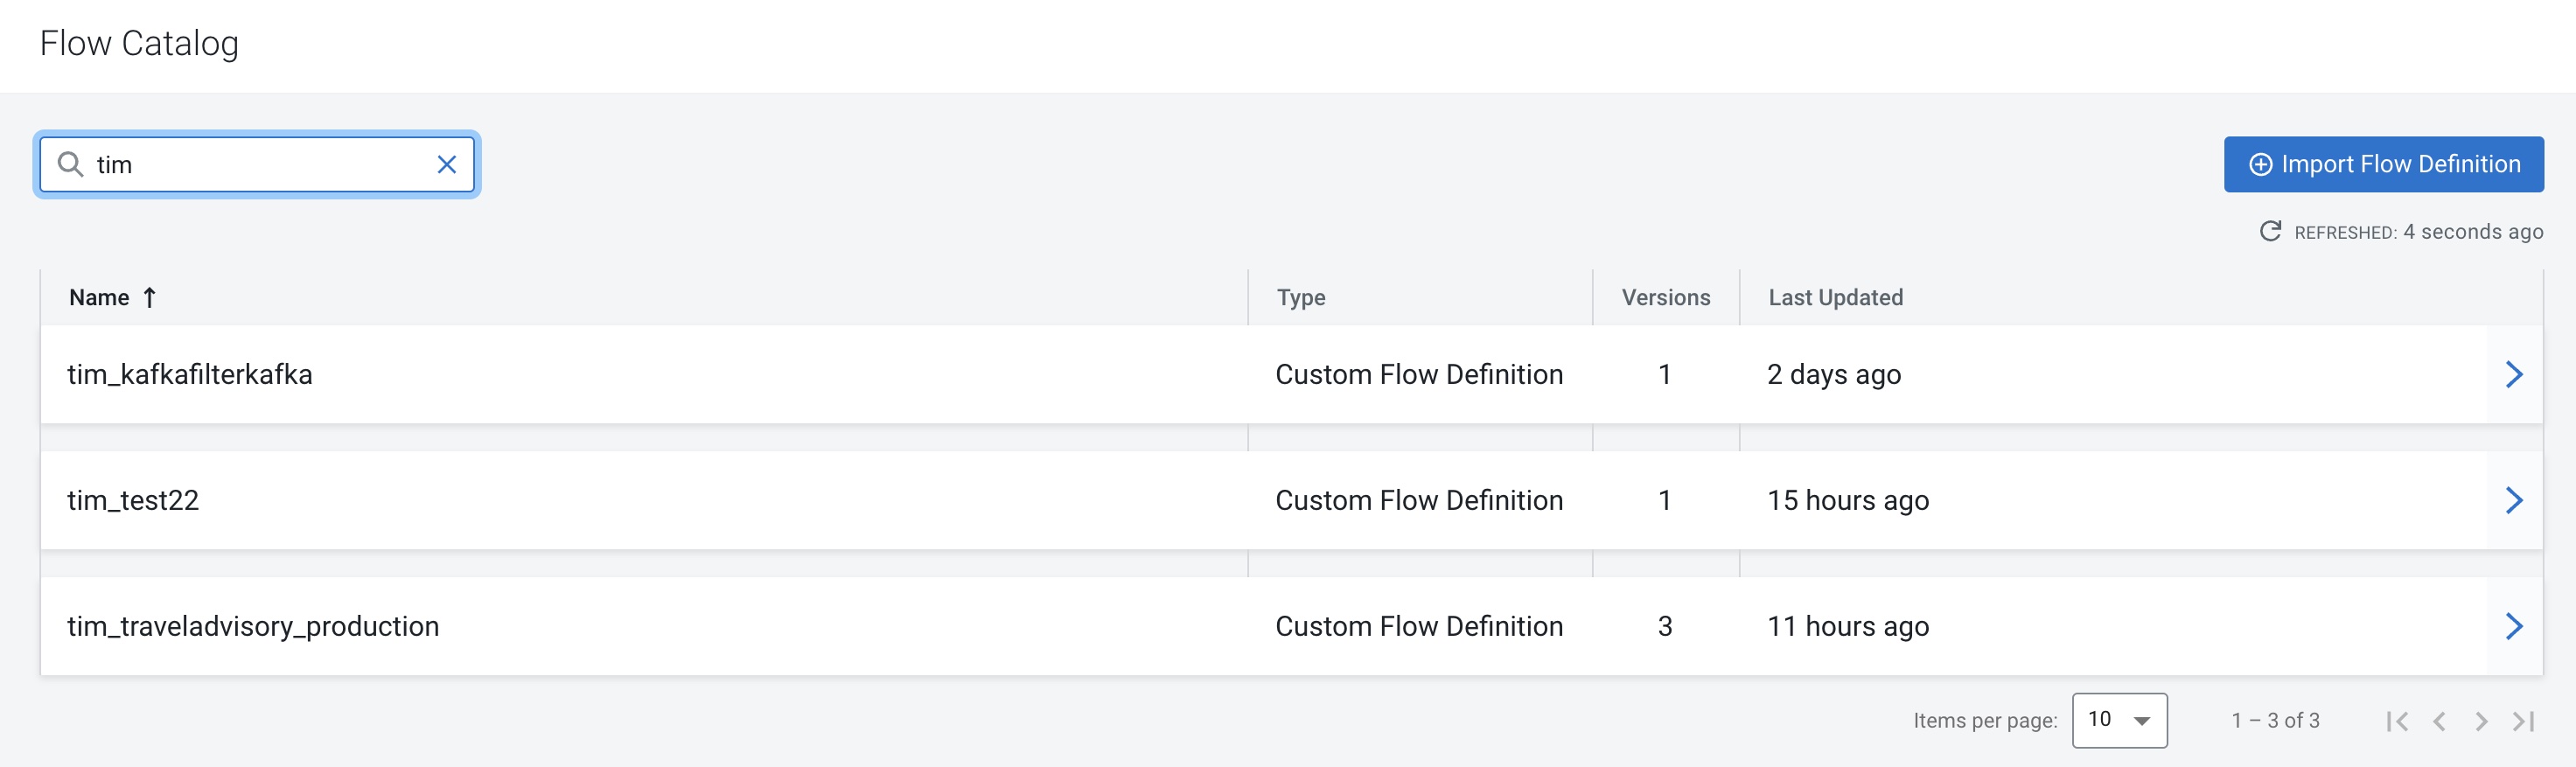 Flow Catalog
tim
Import Flow Definition
REFRESHED: 4 seconds ago
Name Type Versions Last Updated
tim_kafkafilterkafka Custom Flow Definition 1 2 days ago
tim_test22 Custom Flow Definition 1 15 hours ago
tim_traveladvisory_production Custom Flow Definition 3 11 hours ago
Items per page: 10 1 – 3 of 3